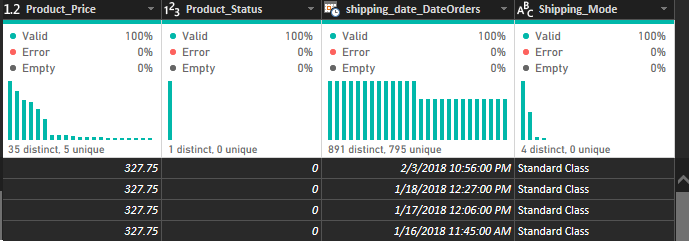 1.2 Product_Price 1²3 Product_Status shipping_date_DateOrders ABC Shipping_Mode
Valid 100% Valid 100% Valid 100% Valid 100%
Error 0% Error 0% Error 0% Error 0%
Empty 0% Empty 0% Empty 0% Empty 0%
35 distinct, 5 unique 1 distinct, 0 unique 891 distinct, 795 unique 4 distinct, 0 unique
327.75 0 2/3/2018 10:56:00 PM Standard Class
327.75 0 1/18/2018 12:27:00 PM Standard Class
327.75 0 1/17/2018 12:06:00 PM Standard Class
327.75 0 1/16/2018 11:45:00 AM Standard Class